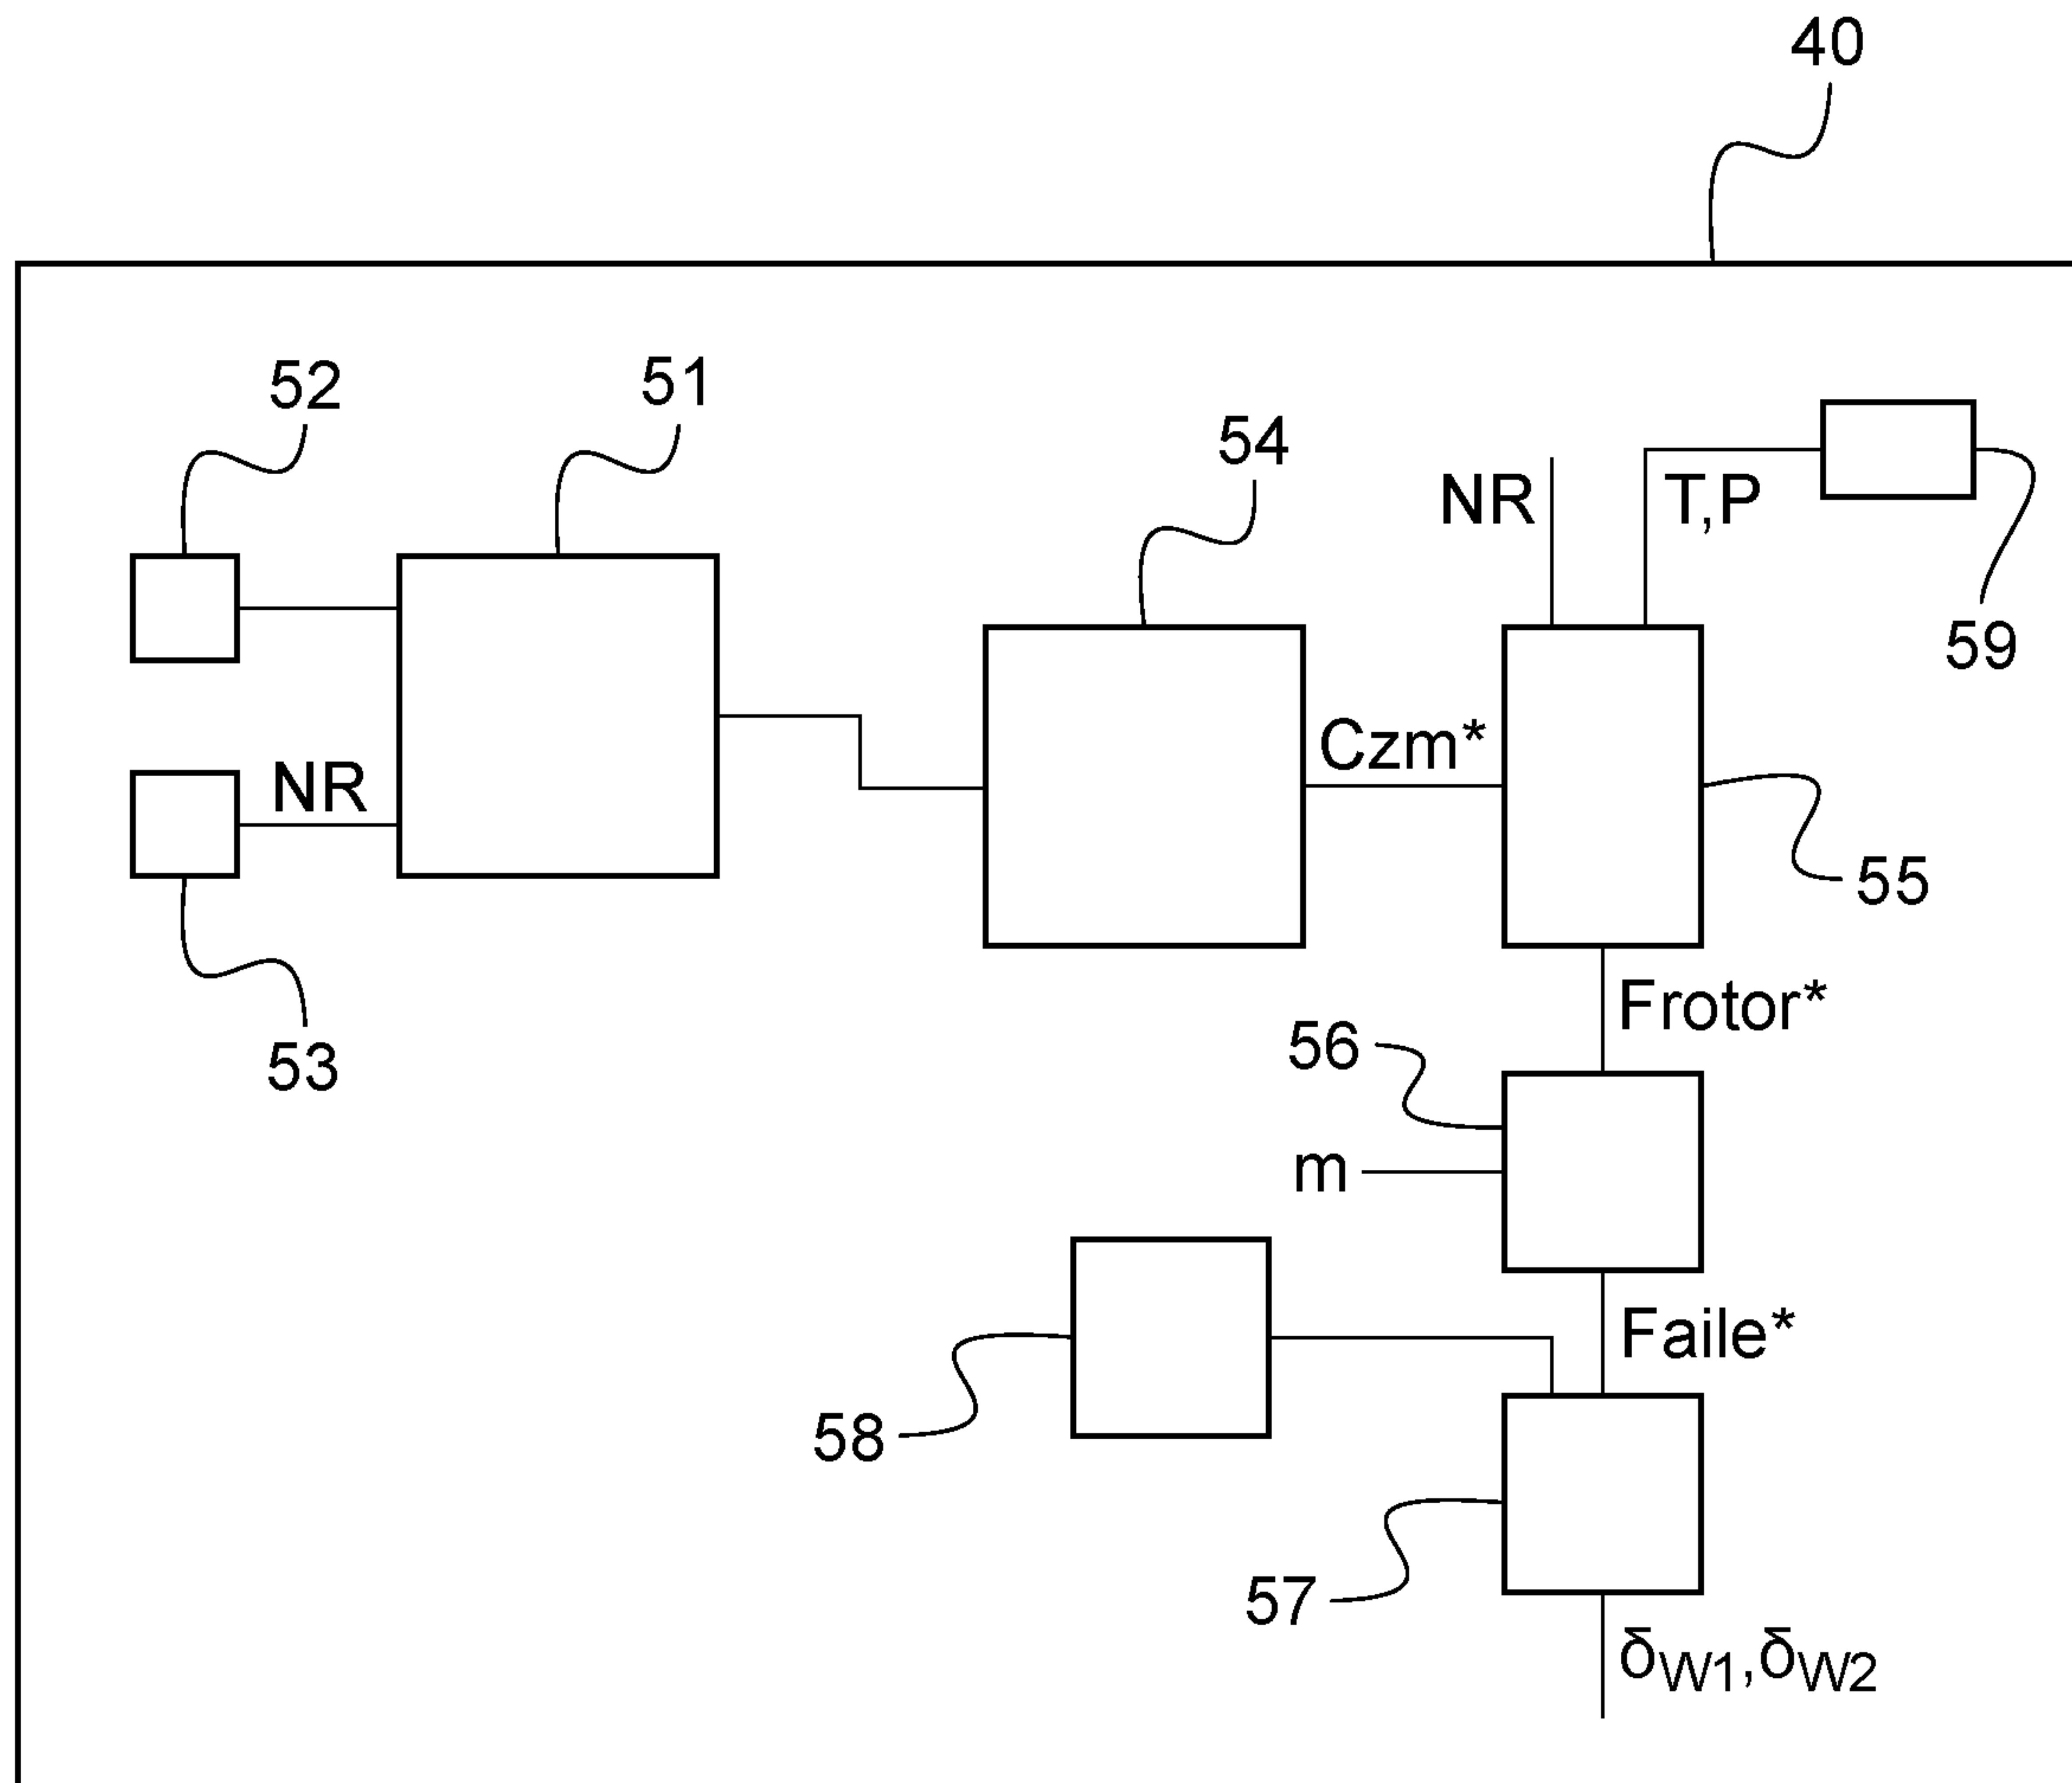 40
52
51
54
NR
T,P
59
NR
Czm*
55
53
Frotor*
56
m
Faile*
58
57
δW1,δW2